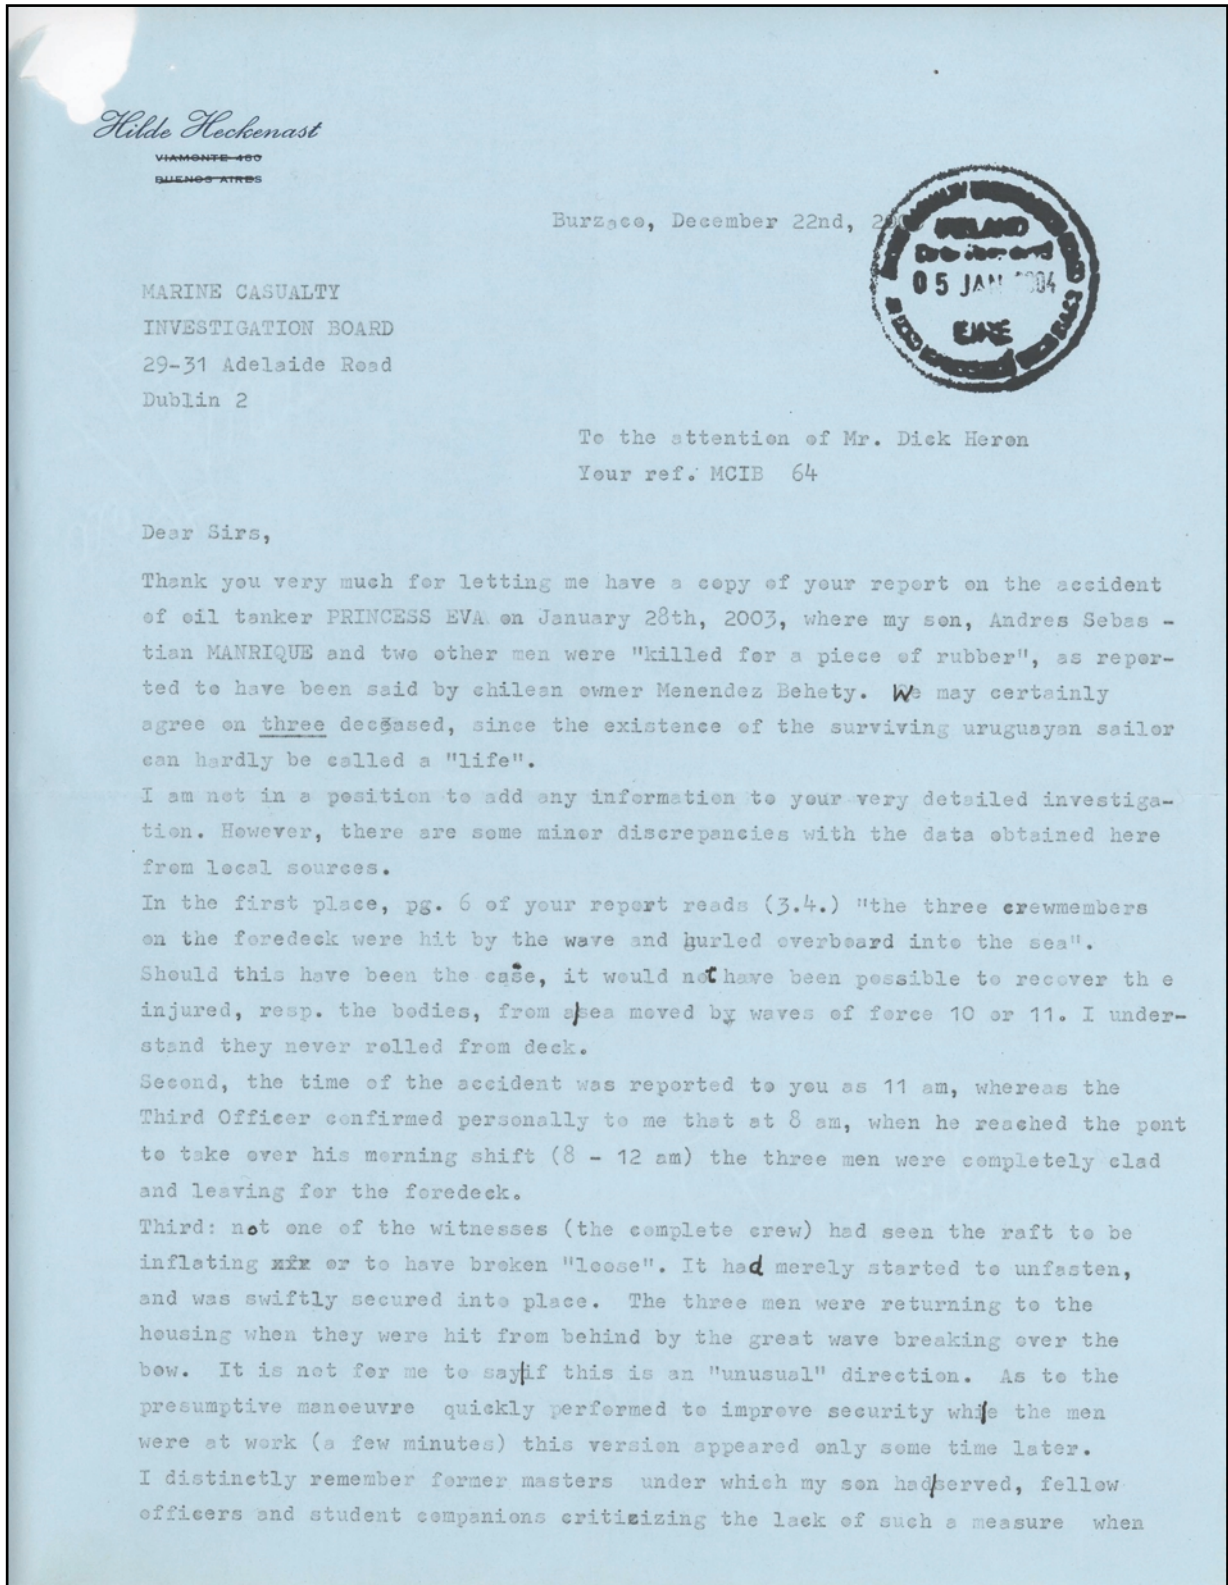 Hilde Heckenast
VIAMONTE 460
BUENOS AIRES
Burzaco, December 22nd,
IRELAND
05 JAN 2004
EIRE
MARINE CASUALTY
INVESTIGATION BOARD
29-31 Adelaide Road
Dublin 2
To the attention of Mr. Dick Heron
Your ref. MCIB 64
Dear Sirs,
Thank you very much for letting me have a copy of your report on the accident
of oil tanker PRINCESS EVA on January 28th, 2003, where my son, Andres Sebas -
tian MANRIQUE and two other men were "killed for a piece of rubber", as repor-
ted to have been said by chilean owner Menendez Behety. We may certainly
agree on three deceased, since the existence of the surviving uruguayan sailor
can hardly be called a "life".
I am not in a position to add any information to your very detailed investiga-
tion. However, there are some minor discrepancies with the data obtained here
from local sources.
In the first place, pg. 6 of your report reads (3.4.) "the three crewmembers
on the foredeck were hit by the wave and hurled overboard into the sea".
Should this have been the case, it would not have been possible to recover th e
injured, resp. the bodies, from a sea moved by waves of force 10 or 11. I under-
stand they never rolled from deck.
Second, the time of the accident was reported to you as 11 am, whereas the
Third Officer confirmed personally to me that at 8 am, when he reached the pont
to take over his morning shift (8 - 12 am) the three men were completely clad
and leaving for the foredeck.
Third: not one of the witnesses (the complete crew) had seen the raft to be
inflating or to have broken "loose". It had merely started to unfasten,
and was swiftly secured into place. The three men were returning to the
housing when they were hit from behind by the great wave breaking over the
bow. It is not for me to say if this is an "unusual" direction. As to the
presumptive manoeuvre quickly performed to improve security while the men
were at work (a few minutes) this version appeared only some time later.
I distinctly remember former masters under which my son had served, fellow
officers and student companions criticizing the lack of such a measure when